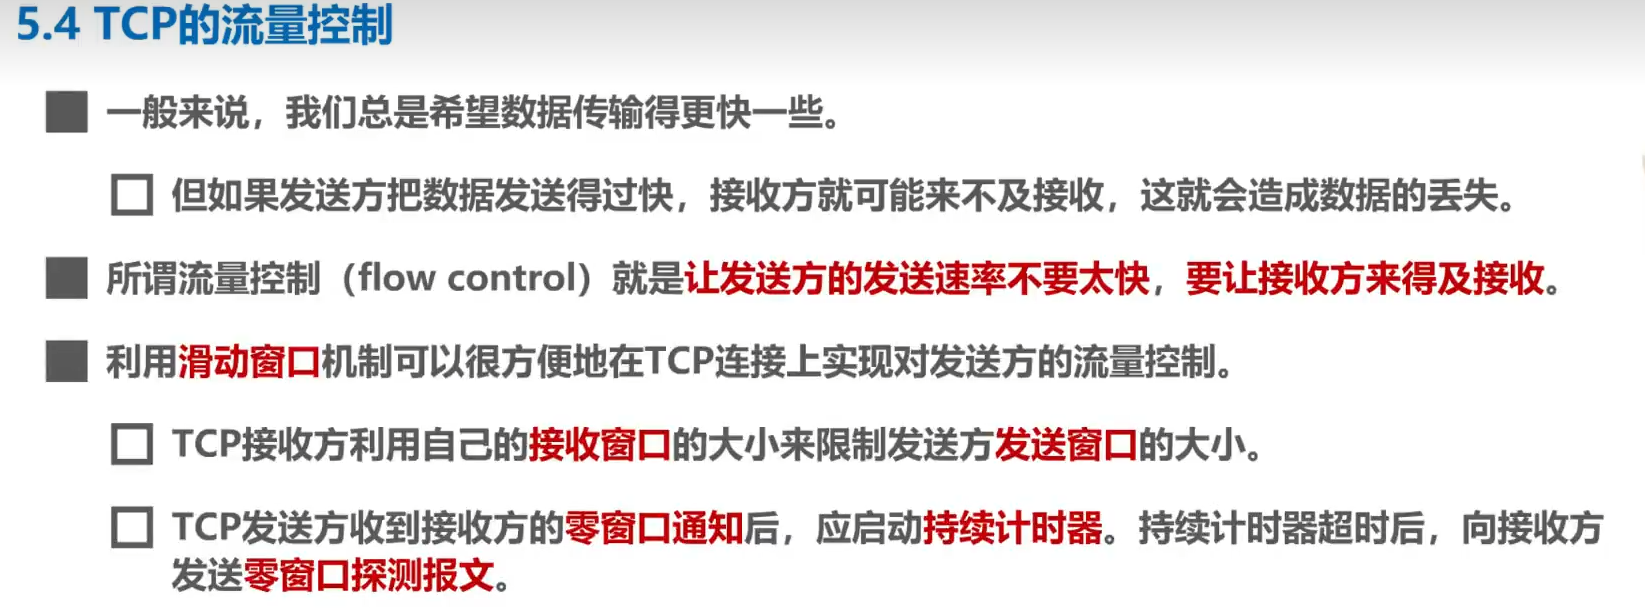 5.4 TCP的流量控制
一般来说，我们总是希望数据传输得更快一些。
但如果发送方把数据发送得过快，接收方就可能来不及接收，这就会造成数据的丢失。
所谓流量控制（flow control）就是让发送方的发送速率不要太快，要让接收方来得及接收。
利用滑动窗口机制可以很方便地在TCP连接上实现对发送方的流量控制。
TCP接收方利用自己的接收窗口的大小来限制发送方发送窗口的大小。
TCP发送方收到接收方的零窗口通知后，应启动持续计时器。持续计时器超时后，向接收方
发送零窗口探测报文。